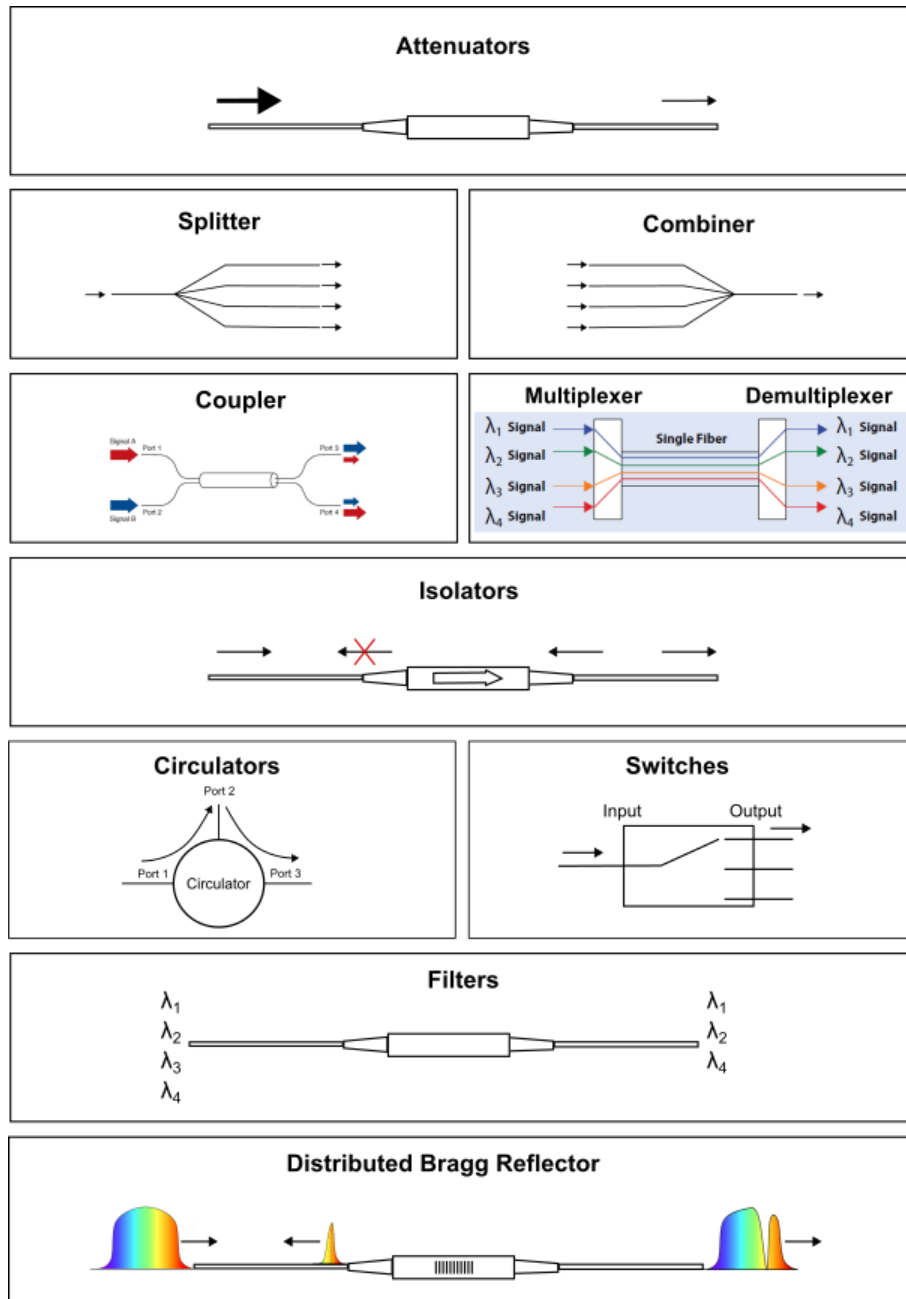 Attenuators
Splitter
Combiner
Coupler
Signal A
Port 1
Port 3
Signal B
Port 2
Port 4
Multiplexer
Demultiplexer
λ₁ Signal
λ₂ Signal
λ₃ Signal
λ₄ Signal
Single Fiber
λ₁ Signal
λ₂ Signal
λ₃ Signal
λ₄ Signal
Isolators
Circulators
Port 2
Port 1
Port 3
Circulator
Switches
Input
Output
Filters
λ₁
λ₂
λ₃
λ₄
λ₁
λ₂
λ₄
Distributed Bragg Reflector